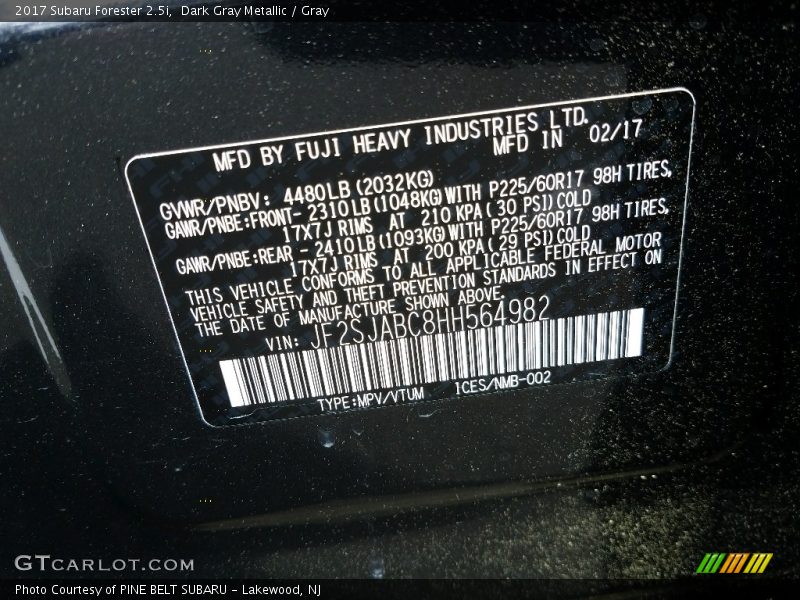 2017 Subaru Forester 2.5i, Dark Gray Metallic / Gray
MFD BY FUJI HEAVY INDUSTRIES LTD.
MFD IN 02/17
GVWR/PNBV: 4480LB(2032KG)
GAWR/PNBE:FRONT- 2310LB(1048KG)WITH P225/60R17 98H TIRES,
17X7J RIMS AT 210 KPA(30 PSI)COLD
GAWR/PNBE:REAR - 2410LB(1093KG)WITH P225/60R17 98H TIRES,
17X7J RIMS AT 200 KPA(29 PSI)COLD
THIS VEHICLE CONFORMS TO ALL APPLICABLE FEDERAL MOTOR
VEHICLE SAFETY AND THEFT PREVENTION STANDARDS IN EFFECT ON
THE DATE OF MANUFACTURE SHOWN ABOVE.
VIN: JF2SJABC8HH564982
TYPE:MPV/VTUM ICES/NMB-002
GTCARLOT.COM
Photo Courtesy of PINE BELT SUBARU - Lakewood, NJ